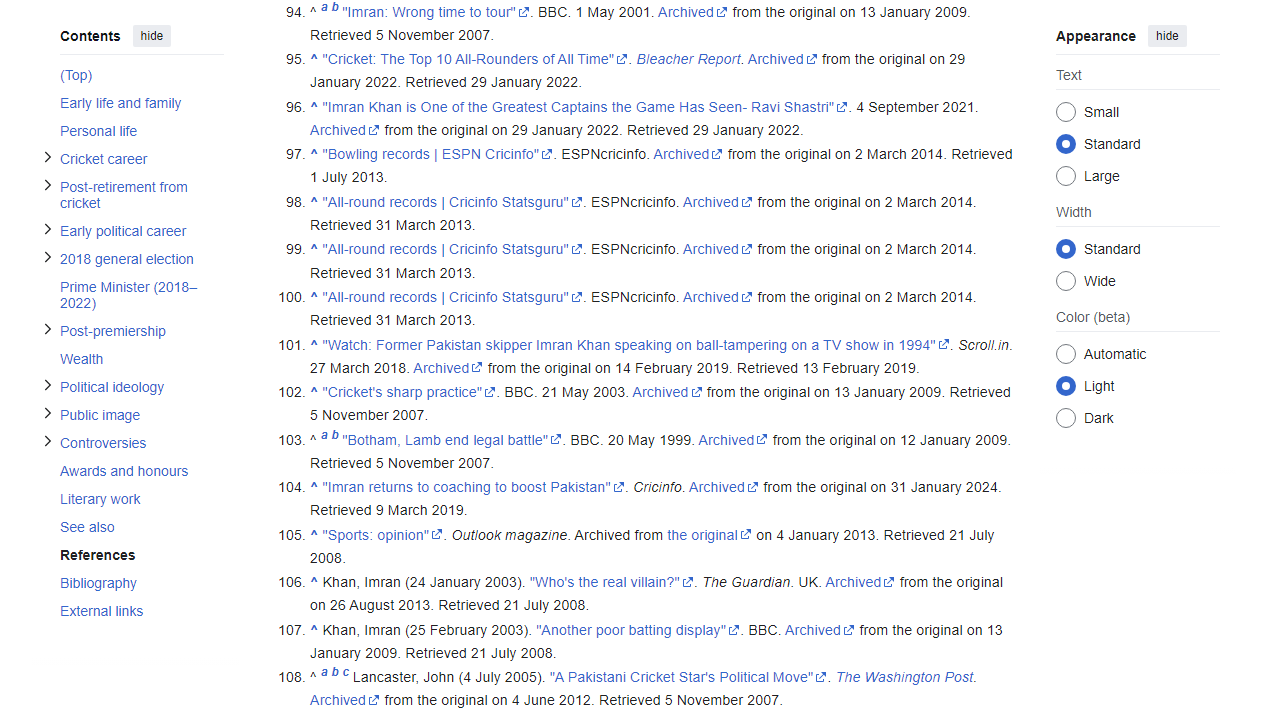 Contents hide
(Top)
Early life and family
Personal life
Cricket career
Post-retirement from
cricket
Early political career
2018 general election
Prime Minister (2018–
2022)
Post-premiership
Wealth
Political ideology
Public image
Controversies
Awards and honours
Literary work
See also
References
Bibliography
External links
94. ^ a b "Imran: Wrong time to tour". BBC. 1 May 2001. Archived from the original on 13 January 2009.
Retrieved 5 November 2007.
95. ^ "Cricket: The Top 10 All-Rounders of All Time". Bleacher Report. Archived from the original on 29
January 2022. Retrieved 29 January 2022.
96. ^ "Imran Khan is One of the Greatest Captains the Game Has Seen- Ravi Shastri". 4 September 2021.
Archived from the original on 29 January 2022. Retrieved 29 January 2022.
97. ^ "Bowling records | ESPN Cricinfo". ESPNcricinfo. Archived from the original on 2 March 2014. Retrieved
1 July 2013.
98. ^ "All-round records | Cricinfo Statsguru". ESPNcricinfo. Archived from the original on 2 March 2014.
Retrieved 31 March 2013.
99. ^ "All-round records | Cricinfo Statsguru". ESPNcricinfo. Archived from the original on 2 March 2014.
Retrieved 31 March 2013.
100. ^ "All-round records | Cricinfo Statsguru". ESPNcricinfo. Archived from the original on 2 March 2014.
Retrieved 31 March 2013.
101. ^ "Watch: Former Pakistan skipper Imran Khan speaking on ball-tampering on a TV show in 1994". Scroll.in.
27 March 2018. Archived from the original on 14 February 2019. Retrieved 13 February 2019.
102. ^ "Cricket's sharp practice". BBC. 21 May 2003. Archived from the original on 13 January 2009. Retrieved
5 November 2007.
103. ^ a b "Botham, Lamb end legal battle". BBC. 20 May 1999. Archived from the original on 12 January 2009.
Retrieved 5 November 2007.
104. ^ "Imran returns to coaching to boost Pakistan". Cricinfo. Archived from the original on 31 January 2024.
Retrieved 9 March 2019.
105. ^ "Sports: opinion". Outlook magazine. Archived from the original on 4 January 2013. Retrieved 21 July
2008.
106. ^ Khan, Imran (24 January 2003). "Who's the real villain?". The Guardian. UK. Archived from the original
on 26 August 2013. Retrieved 21 July 2008.
107. ^ Khan, Imran (25 February 2003). "Another poor batting display". BBC. Archived from the original on 13
January 2009. Retrieved 21 July 2008.
108. ^ a b c Lancaster, John (4 July 2005). "A Pakistani Cricket Star's Political Move". The Washington Post.
Archived from the original on 4 June 2012. Retrieved 5 November 2007.
Appearance hide
Text
Small
Standard
Large
Width
Standard
Wide
Color (beta)
Automatic
Light
Dark